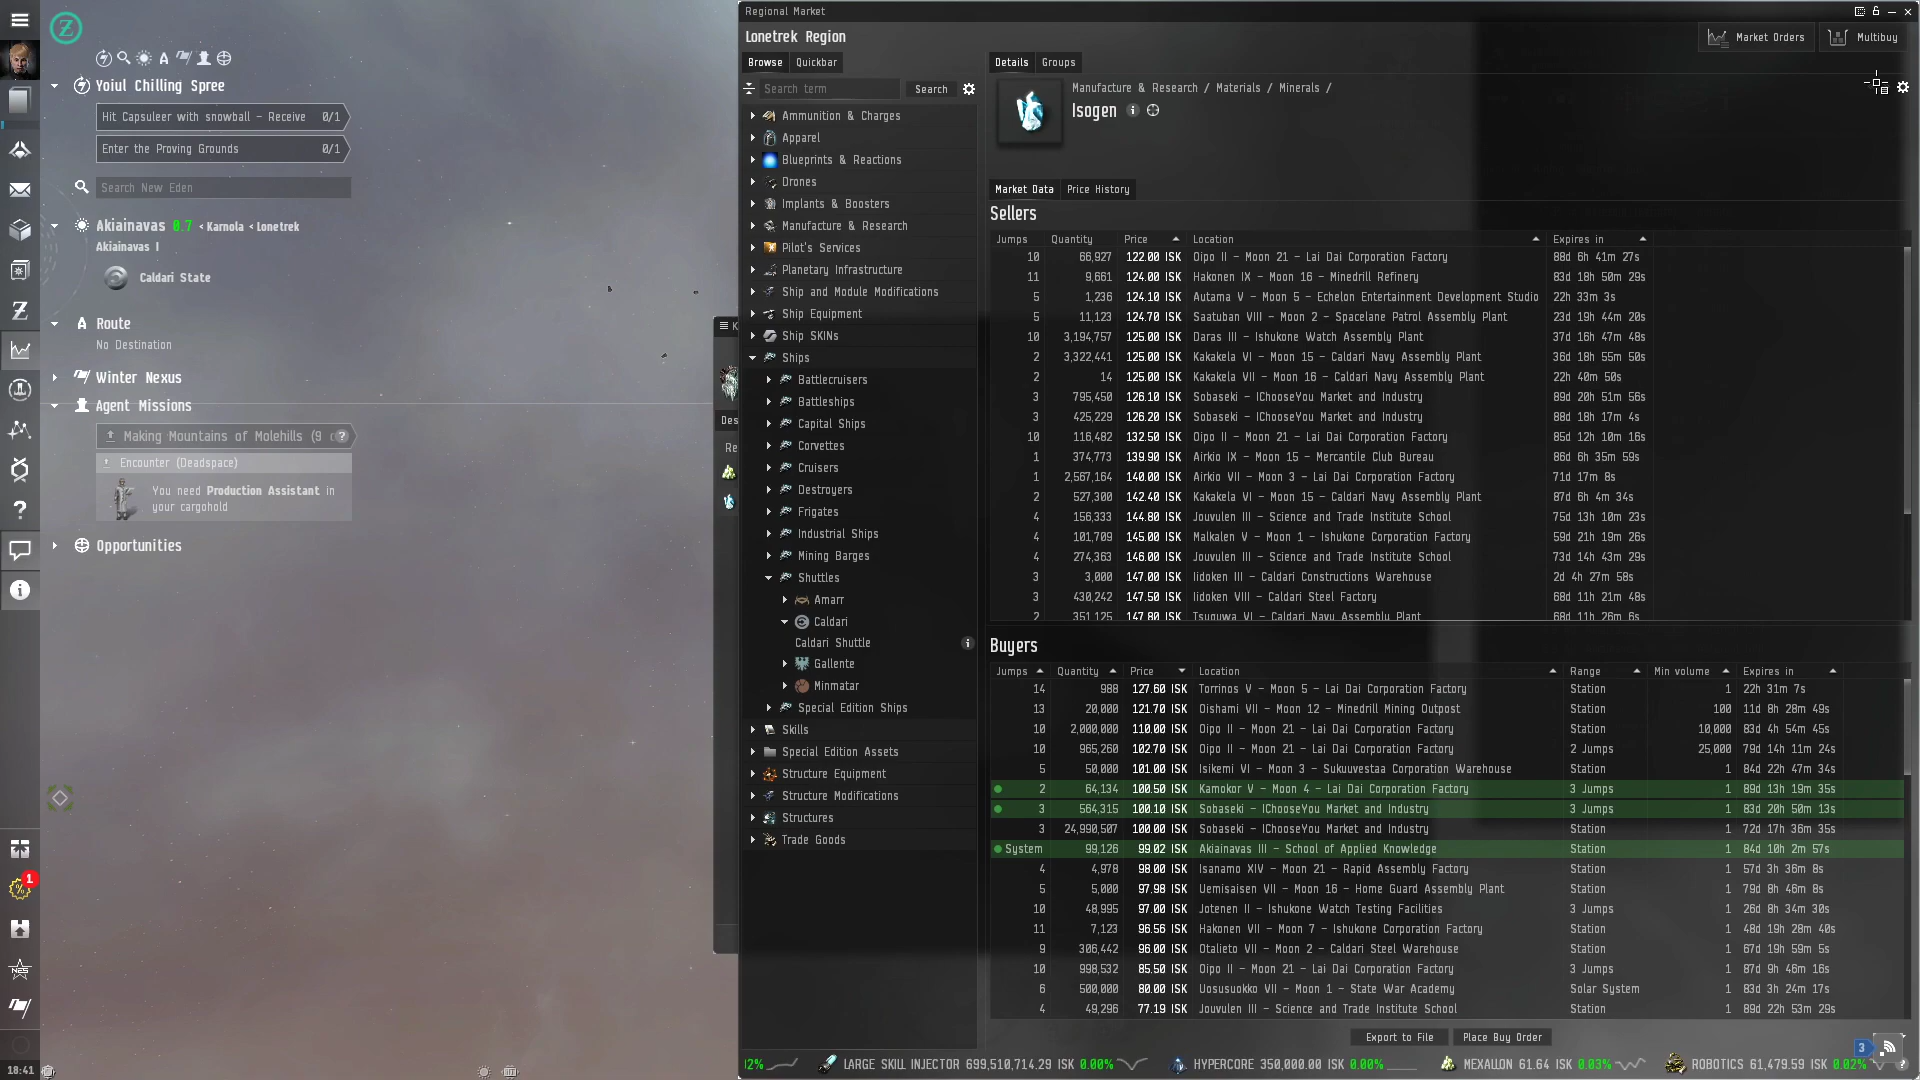 Regional Market
Lonetrek Region
Market Orders
Multibuy
Browse
Quickbar
Search term
Search
Details
Groups
Manufacture & Research / Materials / Minerals /
Isogen
Market Data
Price History
Yoiul Chilling Spree
Hit Capsuleer with snowball - Receive 0/1
Enter the Proving Grounds 0/1
Search New Eden
Akiainavas 0.7 < Karnola < Lonetrek
Akiainavas I
Caldari State
Route
No Destination
Winter Nexus
Agent Missions
Making Mountains of Molehills (9
Encounter (Deadspace)
You need Production Assistant in
your cargohold
Opportunities
K
Des
Re
Ammunition & Charges
Apparel
Blueprints & Reactions
Drones
Implants & Boosters
Manufacture & Research
Pilot's Services
Planetary Infrastructure
Ship and Module Modifications
Ship Equipment
Ship SKINs
Ships
Battlecruisers
Battleships
Capital Ships
Corvettes
Cruisers
Destroyers
Frigates
Industrial Ships
Mining Barges
Shuttles
Amarr
Caldari
Caldari Shuttle
Gallente
Minmatar
Special Edition Ships
Skills
Special Edition Assets
Structure Equipment
Structure Modifications
Structures
Trade Goods
Sellers
Jumps Quantity Price Location Expires in
10 66,927 122.00 ISK Oipo II - Moon 21 - Lai Dai Corporation Factory 88d 6h 41m 27s
11 9,661 124.00 ISK Hakonen IX - Moon 16 - Minedrill Refinery 83d 18h 50m 29s
5 1,236 124.10 ISK Autama V - Moon 5 - Echelon Entertainment Development Studio 22h 33m 3s
5 11,123 124.70 ISK Saatuban VIII - Moon 2 - Spacelane Patrol Assembly Plant 23d 19h 44m 20s
10 3,194,757 125.00 ISK Daras III - Ishukone Watch Assembly Plant 37d 16h 47m 48s
2 3,322,441 125.00 ISK Kakakela VI - Moon 15 - Caldari Navy Assembly Plant 36d 18h 55m 50s
2 14 125.00 ISK Kakakela VII - Moon 16 - Caldari Navy Assembly Plant 22h 40m 50s
3 795,450 126.10 ISK Sobaseki - IChooseYou Market and Industry 89d 20h 51m 56s
3 425,229 126.20 ISK Sobaseki - IChooseYou Market and Industry 88d 18h 17m 4s
10 116,482 132.50 ISK Oipo II - Moon 21 - Lai Dai Corporation Factory 85d 12h 10m 16s
1 374,773 139.90 ISK Airkio IX - Moon 15 - Mercantile Club Bureau 86d 6h 35m 59s
1 2,567,164 140.00 ISK Airkio VII - Moon 3 - Lai Dai Corporation Factory 71d 17m 8s
2 527,300 142.40 ISK Kakakela VI - Moon 15 - Caldari Navy Assembly Plant 87d 6h 4m 34s
4 156,333 144.80 ISK Jouvulen III - Science and Trade Institute School 75d 13h 10m 23s
4 101,709 145.00 ISK Malkalen V - Moon 1 - Ishukone Corporation Factory 59d 21h 19m 26s
4 274,363 146.00 ISK Jouvulen III - Science and Trade Institute School 73d 14h 43m 29s
3 3,000 147.00 ISK Iidoken III - Caldari Constructions Warehouse 2d 4h 27m 58s
3 430,242 147.50 ISK Iidoken VIII - Caldari Steel Factory 68d 11h 21m 48s
2 351,125 147.80 ISK Tsuguwa VI - Caldari Navy Assembly Plant 68d 11h 26m 6s
Buyers
Jumps Quantity Price Location Range Min volume Expires in
14 988 127.60 ISK Torrinos V - Moon 5 - Lai Dai Corporation Factory Station 1 22h 31m 7s
13 20,000 121.70 ISK Oishami VII - Moon 12 - Minedrill Mining Outpost Station 100 11d 8h 28m 49s
10 2,000,000 110.00 ISK Oipo II - Moon 21 - Lai Dai Corporation Factory Station 10,000 83d 4h 54m 45s
10 965,260 102.70 ISK Oipo II - Moon 21 - Lai Dai Corporation Factory 2 Jumps 25,000 79d 14h 11m 24s
5 50,000 101.00 ISK Isikemi VI - Moon 3 - Sukuuvestaa Corporation Warehouse Station 1 84d 22h 47m 34s
2 64,134 100.50 ISK Kamokor V - Moon 4 - Lai Dai Corporation Factory 3 Jumps 1 89d 13h 19m 35s
3 564,315 100.10 ISK Sobaseki - IChooseYou Market and Industry 3 Jumps 1 83d 20h 50m 13s
3 24,990,507 100.00 ISK Sobaseki - IChooseYou Market and Industry Station 1 72d 17h 36m 35s
System 99,126 99.02 ISK Akiainavas III - School of Applied Knowledge Station 1 84d 10h 2m 57s
4 4,978 98.00 ISK Isanamo XIV - Moon 21 - Rapid Assembly Factory Station 1 57d 3h 36m 8s
5 5,000 97.98 ISK Uemisaisen VII - Moon 16 - Home Guard Assembly Plant Station 1 79d 8h 46m 8s
10 48,995 97.00 ISK Jotenen II - Ishukone Watch Testing Facilities 3 Jumps 1 26d 8h 34m 30s
11 7,123 96.56 ISK Hakonen VII - Moon 7 - Ishukone Corporation Factory Station 1 48d 19h 28m 40s
9 306,442 96.00 ISK Otalieto VII - Moon 2 - Caldari Steel Warehouse Station 1 67d 19h 59m 5s
10 998,532 85.50 ISK Oipo II - Moon 21 - Lai Dai Corporation Factory 3 Jumps 1 87d 9h 46m 16s
6 500,000 80.00 ISK Uosusuokko VII - Moon 1 - State War Academy Solar System 1 83d 3h 24m 17s
4 49,296 77.19 ISK Jouvulen III - Science and Trade Institute School Station 1 89d 22h 53m 29s
Export to File
Place Buy Order
12% LARGE SKILL INJECTOR 699,510,714.29 ISK 0.00% HYPERCORE 350,000.00 ISK 0.00% MEXALLON 61.64 ISK 0.03% ROBOTICS 61,479.59 ISK 0.02%
3
1
NES
18:41